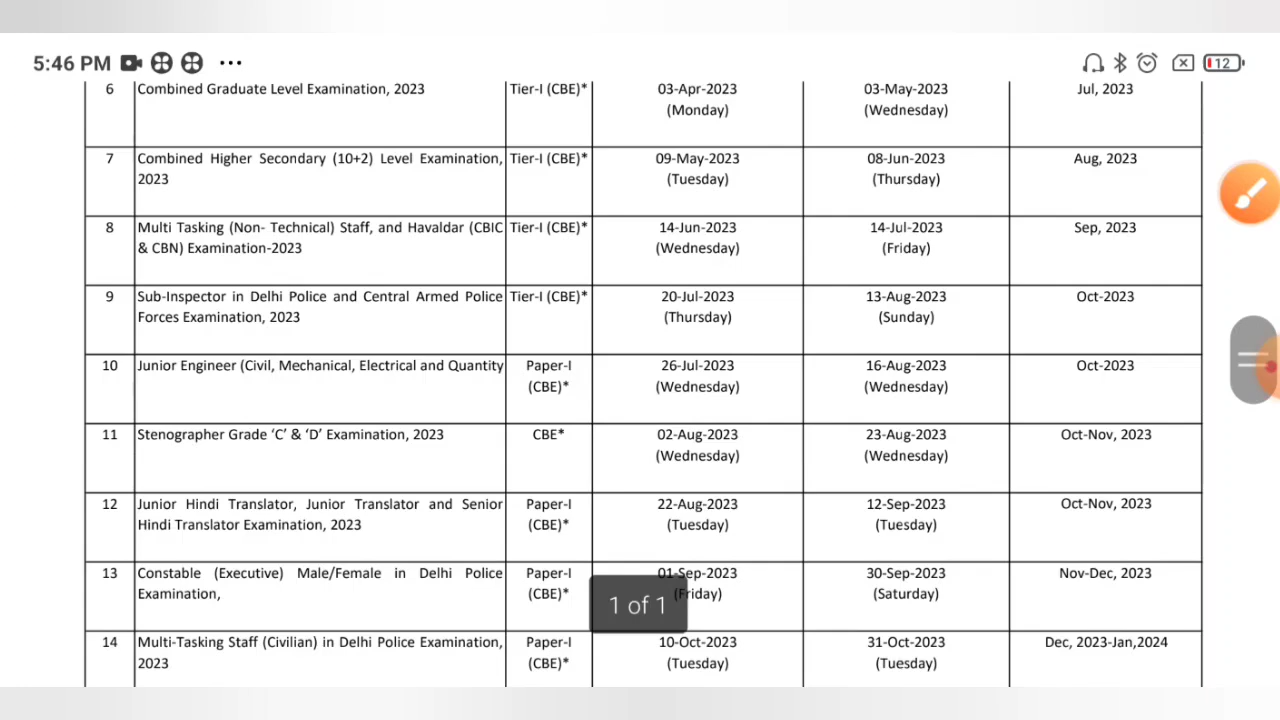 5:46 PM
12
6 Combined Graduate Level Examination, 2023 Tier-I (CBE)* 03-Apr-2023 03-May-2023 Jul, 2023
(Monday) (Wednesday)
7 Combined Higher Secondary (10+2) Level Examination, Tier-I (CBE)* 09-May-2023 08-Jun-2023 Aug, 2023
2023 (Tuesday) (Thursday)
8 Multi Tasking (Non- Technical) Staff, and Havaldar (CBIC Tier-I (CBE)* 14-Jun-2023 14-Jul-2023 Sep, 2023
& CBN) Examination-2023 (Wednesday) (Friday)
9 Sub-Inspector in Delhi Police and Central Armed Police Tier-I (CBE)* 20-Jul-2023 13-Aug-2023 Oct-2023
Forces Examination, 2023 (Thursday) (Sunday)
10 Junior Engineer (Civil, Mechanical, Electrical and Quantity Paper-I 26-Jul-2023 16-Aug-2023 Oct-2023
(CBE)* (Wednesday) (Wednesday)
11 Stenographer Grade ‘C’ & ‘D’ Examination, 2023 CBE* 02-Aug-2023 23-Aug-2023 Oct-Nov, 2023
(Wednesday) (Wednesday)
12 Junior Hindi Translator, Junior Translator and Senior Paper-I 22-Aug-2023 12-Sep-2023 Oct-Nov, 2023
Hindi Translator Examination, 2023 (CBE)* (Tuesday) (Tuesday)
13 Constable (Executive) Male/Female in Delhi Police Paper-I 01-Sep-2023 30-Sep-2023 Nov-Dec, 2023
Examination, (CBE)* (Friday) (Saturday)
1 of 1
14 Multi-Tasking Staff (Civilian) in Delhi Police Examination, Paper-I 10-Oct-2023 31-Oct-2023 Dec, 2023-Jan,2024
2023 (CBE)* (Tuesday) (Tuesday)